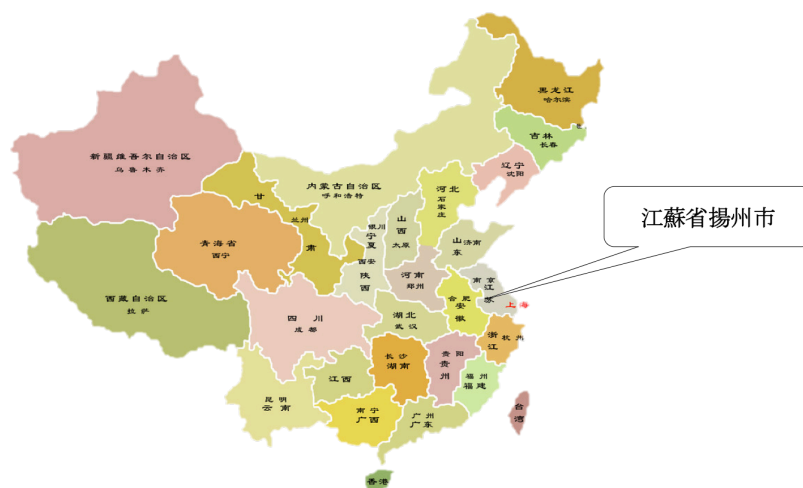 黑龙江
哈尔滨
吉林
长春
辽宁
沈阳
新疆维吾尔自治区
乌鲁木齐
内蒙古自治区
呼和浩特
甘
肃
兰州
青海省
西宁
西藏自治区
拉萨
银川
宁
夏
西安
陕
西
山
西
太原
河北
石
家
庄
山
东
济南
河南
郑州
江蘇省揚州市
南京
江
苏
上海
合肥
安
徽
四川
成都
湖北
武汉
浙
江
杭州
长沙
湖南
贵阳
贵
州
江西
福州
福建
昆明
云南
南宁
广西
广州
广东
台
湾
香港